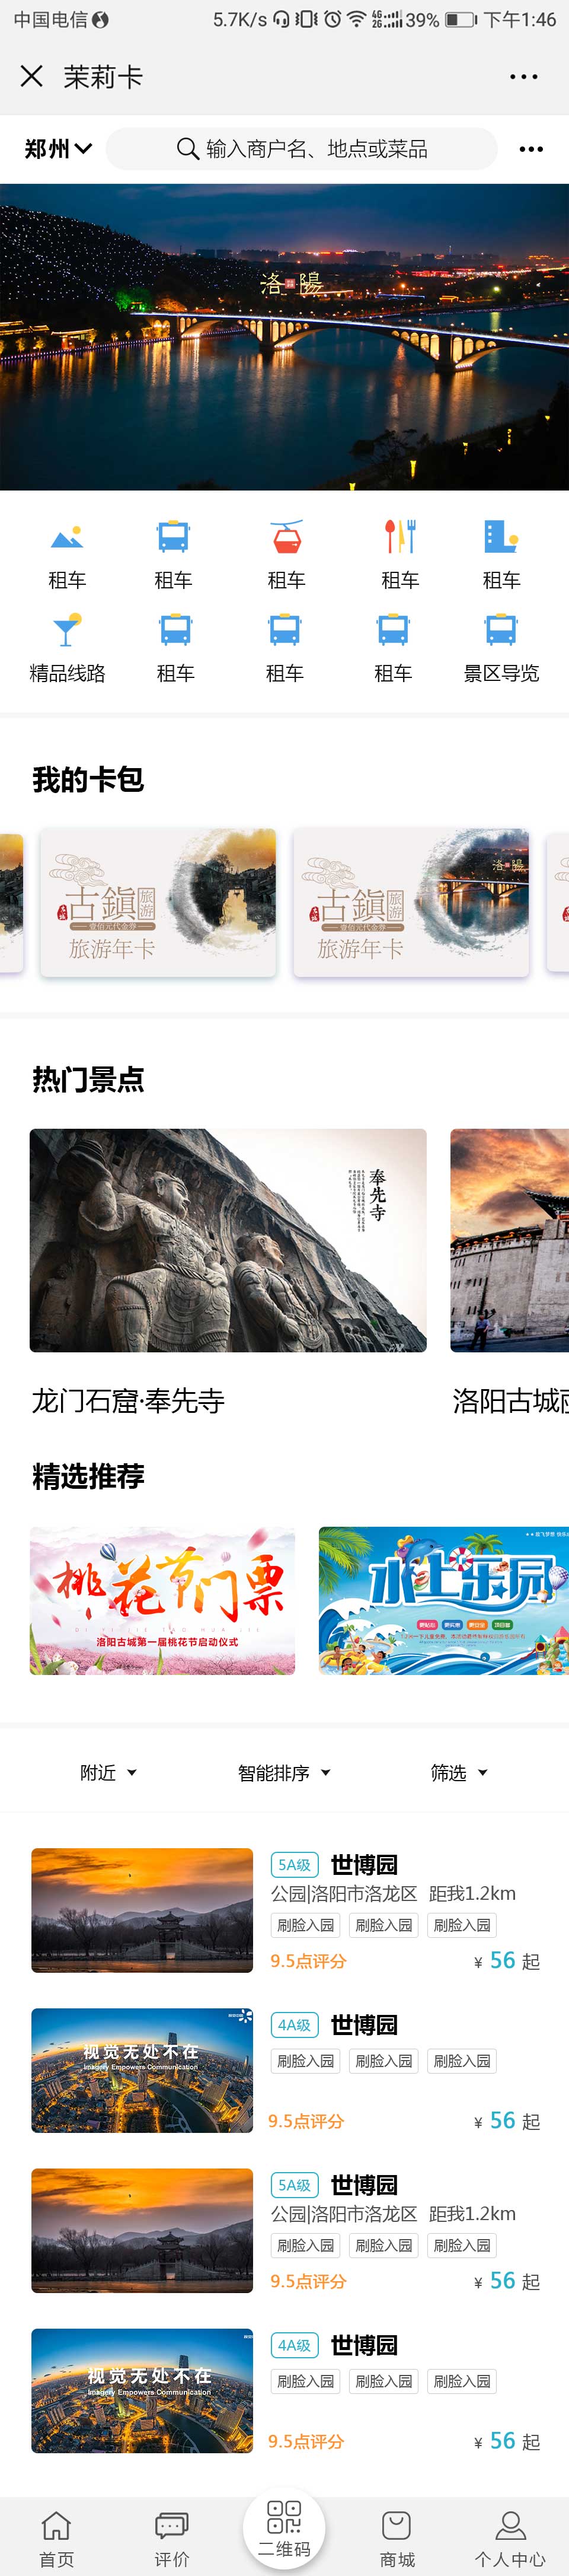 中国电信 5.7K/s 4G 2G 39% 下午1:46
茉莉卡
郑州 输入商户名、地点或菜品
洛陽
租车 租车 租车 租车 租车
精品线路 租车 租车 租车 景区导览
我的卡包
古鎮旅游 古鎮旅游
壹佰元代金券 壹佰元代金券
旅游年卡 旅游年卡
热门景点
奉先寺
龙门石窟·奉先寺 洛阳古城
精选推荐
桃花节门票 水上乐园
洛阳古城第一届桃花节启动仪式
附近 智能排序 筛选
5A级 世博园
公园|洛阳市洛龙区 距我1.2km
刷脸入园 刷脸入园 刷脸入园
9.5点评分 ¥ 56 起
4A级 世博园
视觉无处不在
Imagery Empowers Communication
刷脸入园 刷脸入园 刷脸入园
9.5点评分 ¥ 56 起
5A级 世博园
公园|洛阳市洛龙区 距我1.2km
刷脸入园 刷脸入园 刷脸入园
9.5点评分 ¥ 56 起
4A级 世博园
视觉无处不在
Imagery Empowers Communication
刷脸入园 刷脸入园 刷脸入园
9.5点评分 ¥ 56 起
首页 评价 二维码 商城 个人中心